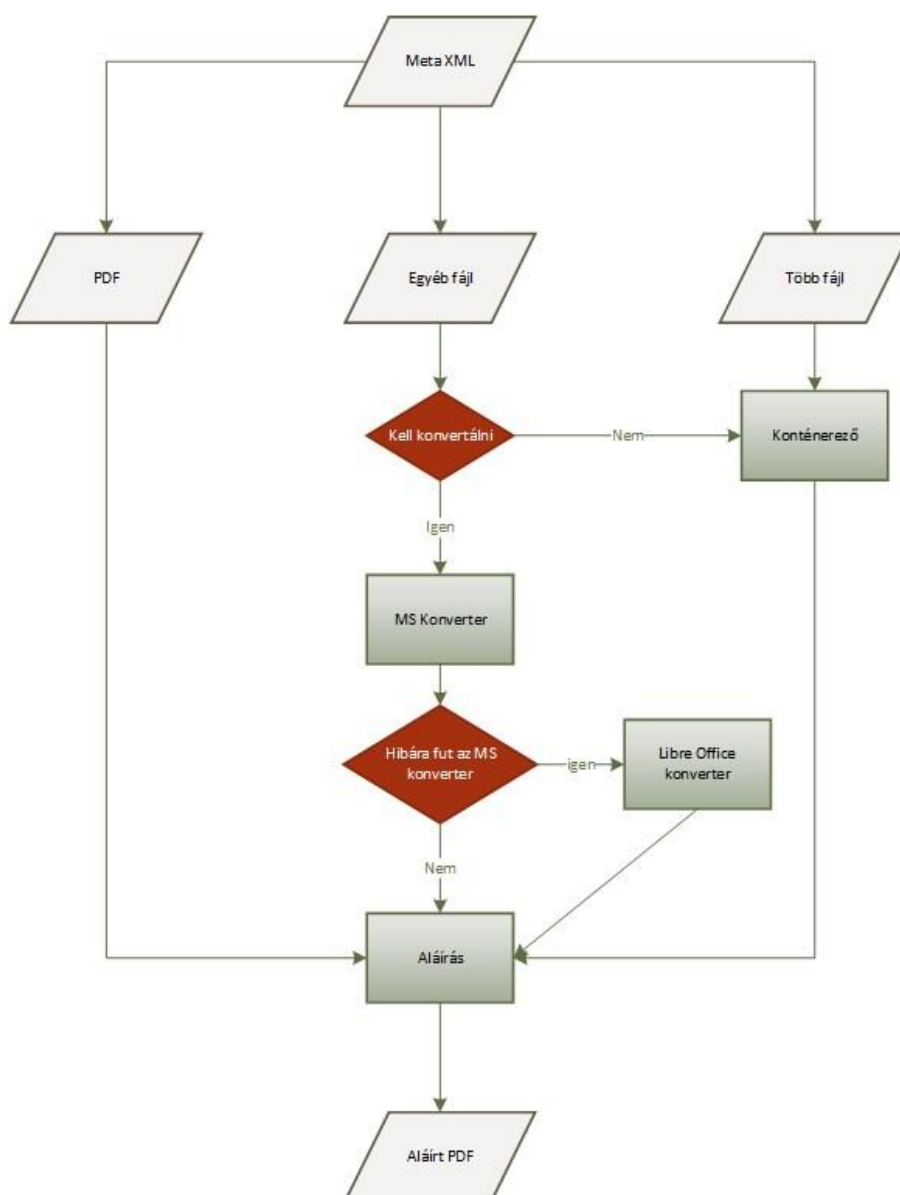 Meta XML
PDF
Egyéb fájl
Több fájl
Kell konvertálni
Nem
Konténerező
Igen
MS Konverter
Hibára fut az MS
konverter
igen
Libre Office
konverter
Nem
Aláírás
Aláírt PDF